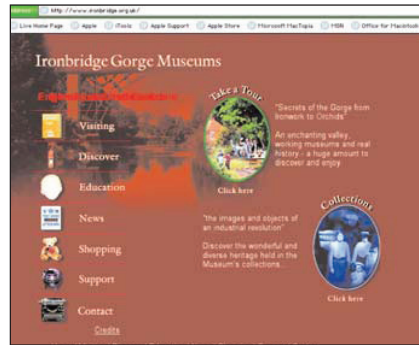 http://www.ironbridge.org.uk/
Live Home Page Apple iTools Apple Support Apple Store Microsoft MacTopia MSN Office for Macintosh
Ironbridge Gorge Museums
Take a Tour
"Secrets of the Gorge from
Ironwork to Orchids"
An enchanting valley,
working museums and real
history - a huge amount to
discover and enjoy.
Click here
Visiting
Discover
Education
News
Shopping
Support
Contact
Credits
Collections
"the images and objects of
an industrial revolution"
Discover the wonderful and
diverse heritage held in the
Museum's collections...
Click here